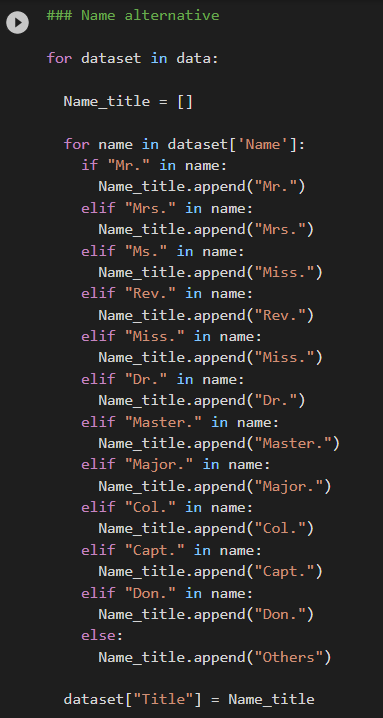 ### Name alternative
for dataset in data:
Name_title = []
for name in dataset['Name']:
if "Mr." in name:
Name_title.append("Mr.")
elif "Mrs." in name:
Name_title.append("Mrs.")
elif "Ms." in name:
Name_title.append("Miss.")
elif "Rev." in name:
Name_title.append("Rev.")
elif "Miss." in name:
Name_title.append("Miss.")
elif "Dr." in name:
Name_title.append("Dr.")
elif "Master." in name:
Name_title.append("Master.")
elif "Major." in name:
Name_title.append("Major.")
elif "Col." in name:
Name_title.append("Col.")
elif "Capt." in name:
Name_title.append("Capt.")
elif "Don." in name:
Name_title.append("Don.")
else:
Name_title.append("Others")
dataset["Title"] = Name_title